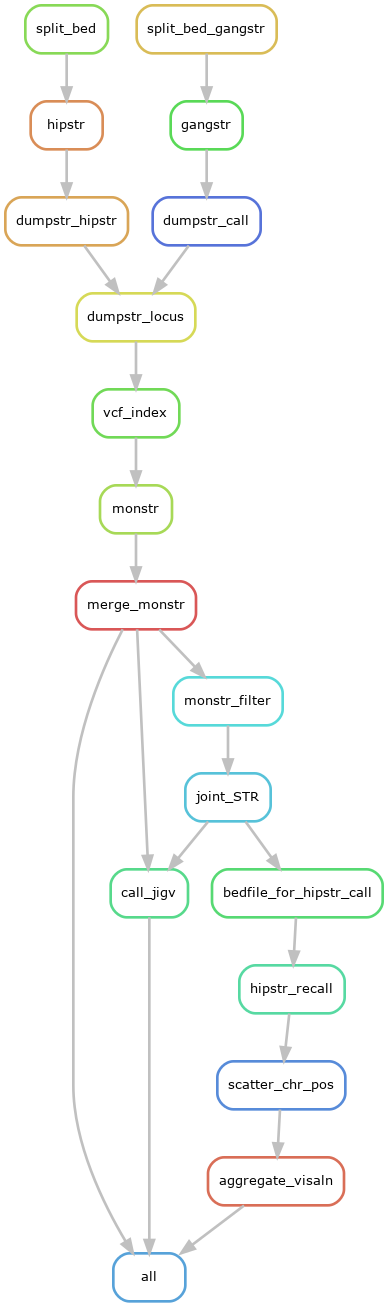 split_bed
split_bed_gangstr
hipstr
gangstr
dumpstr_hipstr
dumpstr_call
dumpstr_locus
vcf_index
monstr
merge_monstr
monstr_filter
joint_STR
call_jigv
bedfile_for_hipstr_call
hipstr_recall
scatter_chr_pos
aggregate_visaln
all